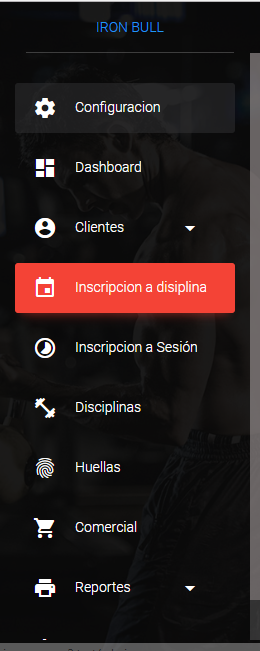 IRON BULL
Configuracion
Dashboard
Clientes
Inscripcion a disiplina
Inscripcion a Sesión
Disciplinas
Huellas
Comercial
Reportes